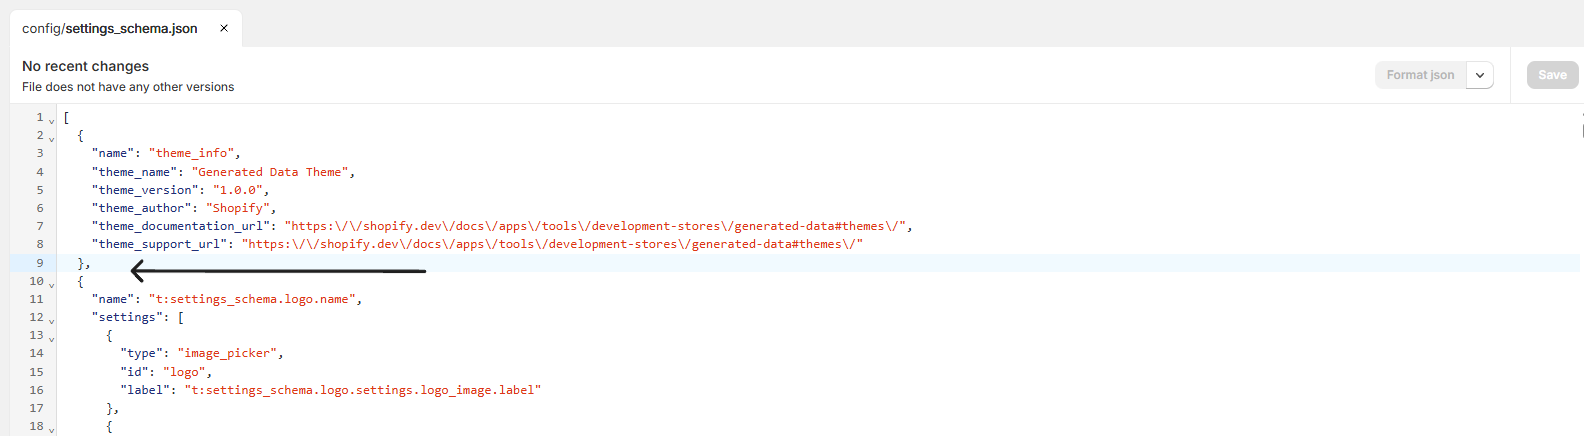 config/settings_schema.json ×
No recent changes
File does not have any other versions
Format json
Save
1 [
2 {
3 "name": "theme_info",
4 "theme_name": "Generated Data Theme",
5 "theme_version": "1.0.0",
6 "theme_author": "Shopify",
7 "theme_documentation_url": "https:\/\/shopify.dev\/docs\/apps\/tools\/development-stores\/generated-data#themes\/",
8 "theme_support_url": "https:\/\/shopify.dev\/docs\/apps\/tools\/development-stores\/generated-data#themes\/"
9 },
10 {
11 "name": "t:settings_schema.logo.name",
12 "settings": [
13 {
14 "type": "image_picker",
15 "id": "logo",
16 "label": "t:settings_schema.logo.settings.logo_image.label"
17 },
18 {